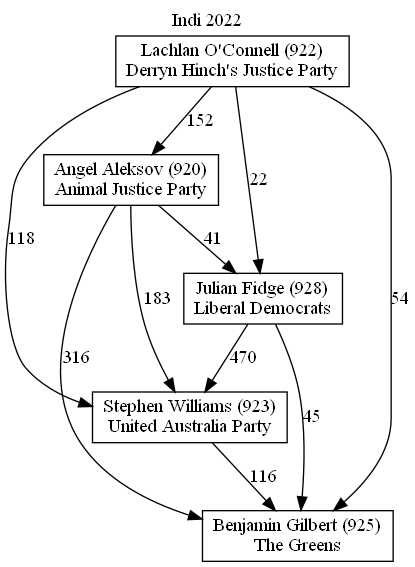 Indi 2022
Lachlan O'Connell (922)
Derryn Hinch's Justice Party
152
Angel Aleksov (920)
Animal Justice Party
22
118
41
54
Julian Fidge (928)
Liberal Democrats
183
316
470
Stephen Williams (923)
United Australia Party
45
116
Benjamin Gilbert (925)
The Greens